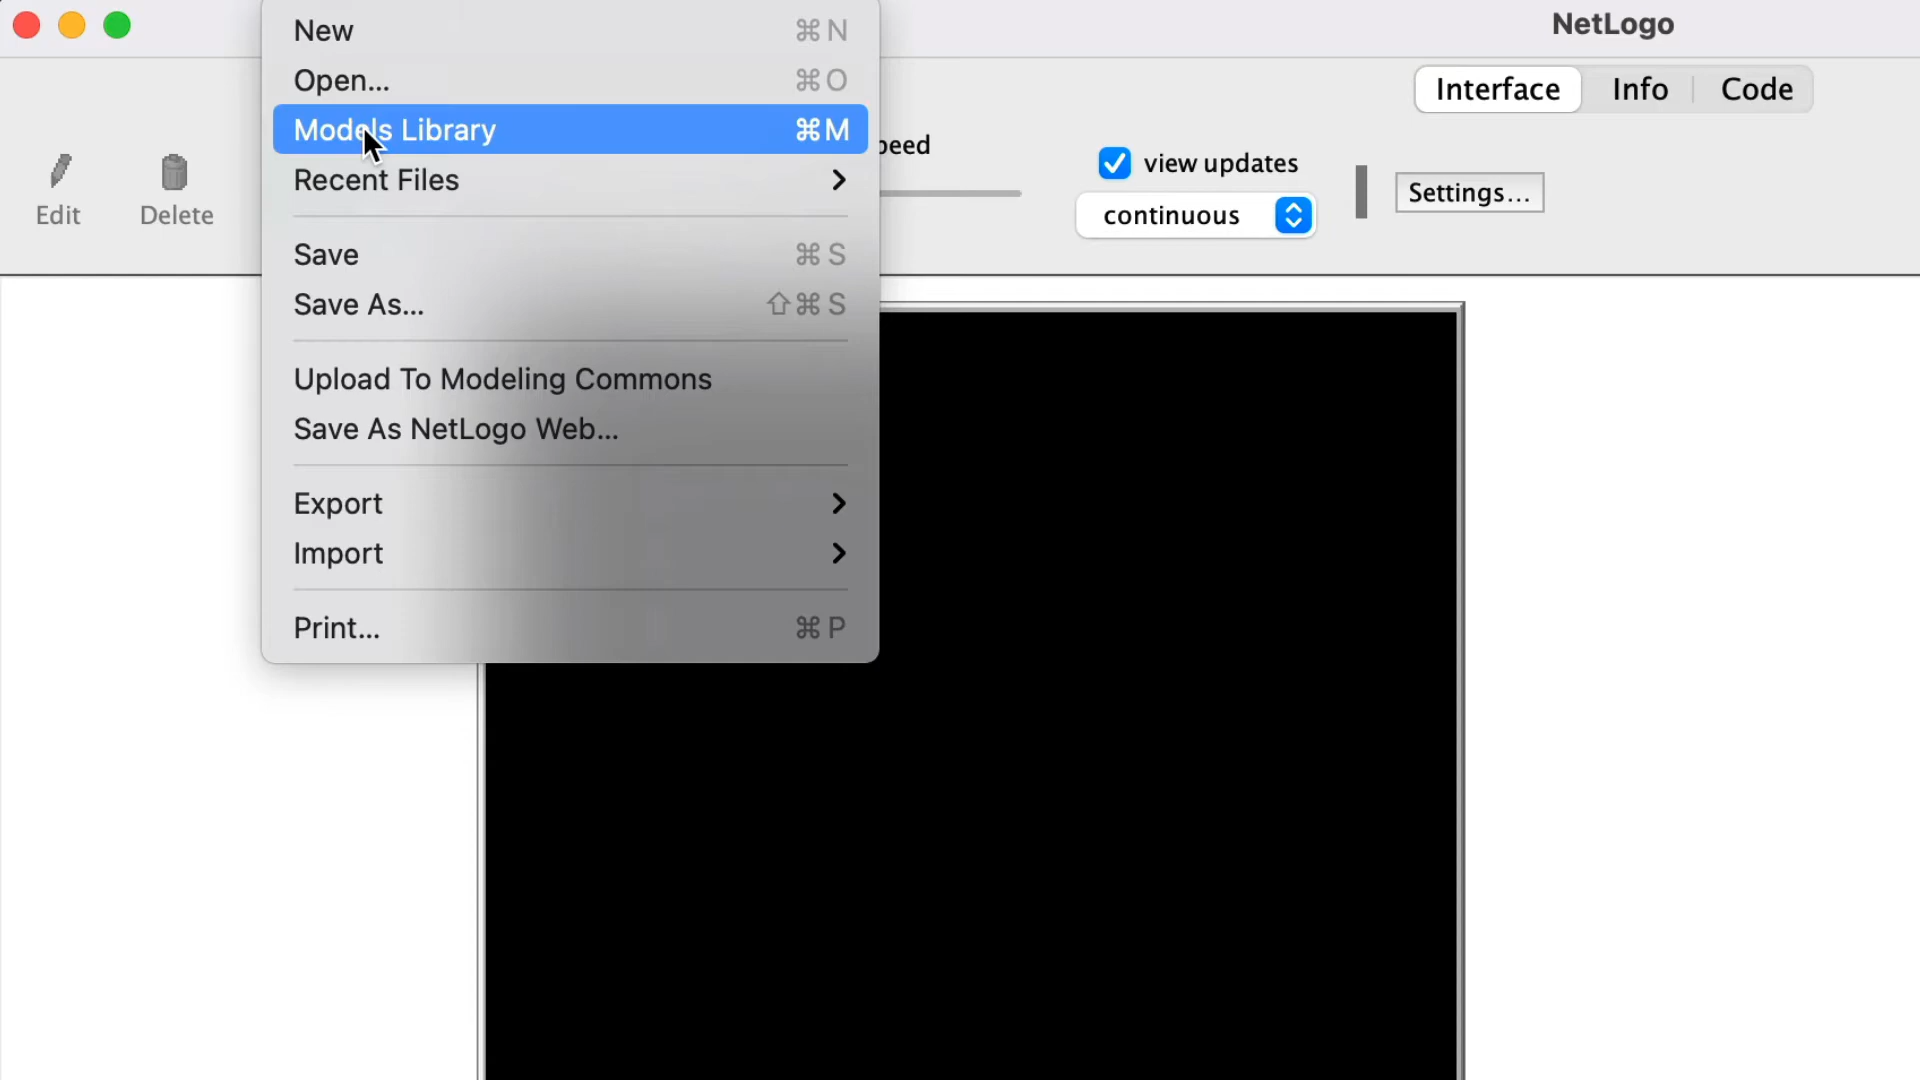 NetLogo
New ⌘ N
Open... ⌘ O
Models Library ⌘ M
Recent Files
Save ⌘ S
Save As... ⇧ ⌘ S
Upload To Modeling Commons
Save As NetLogo Web...
Export
Import
Print... ⌘ P
Edit
Delete
view updates
continuous
Settings...
Interface
Info
Code